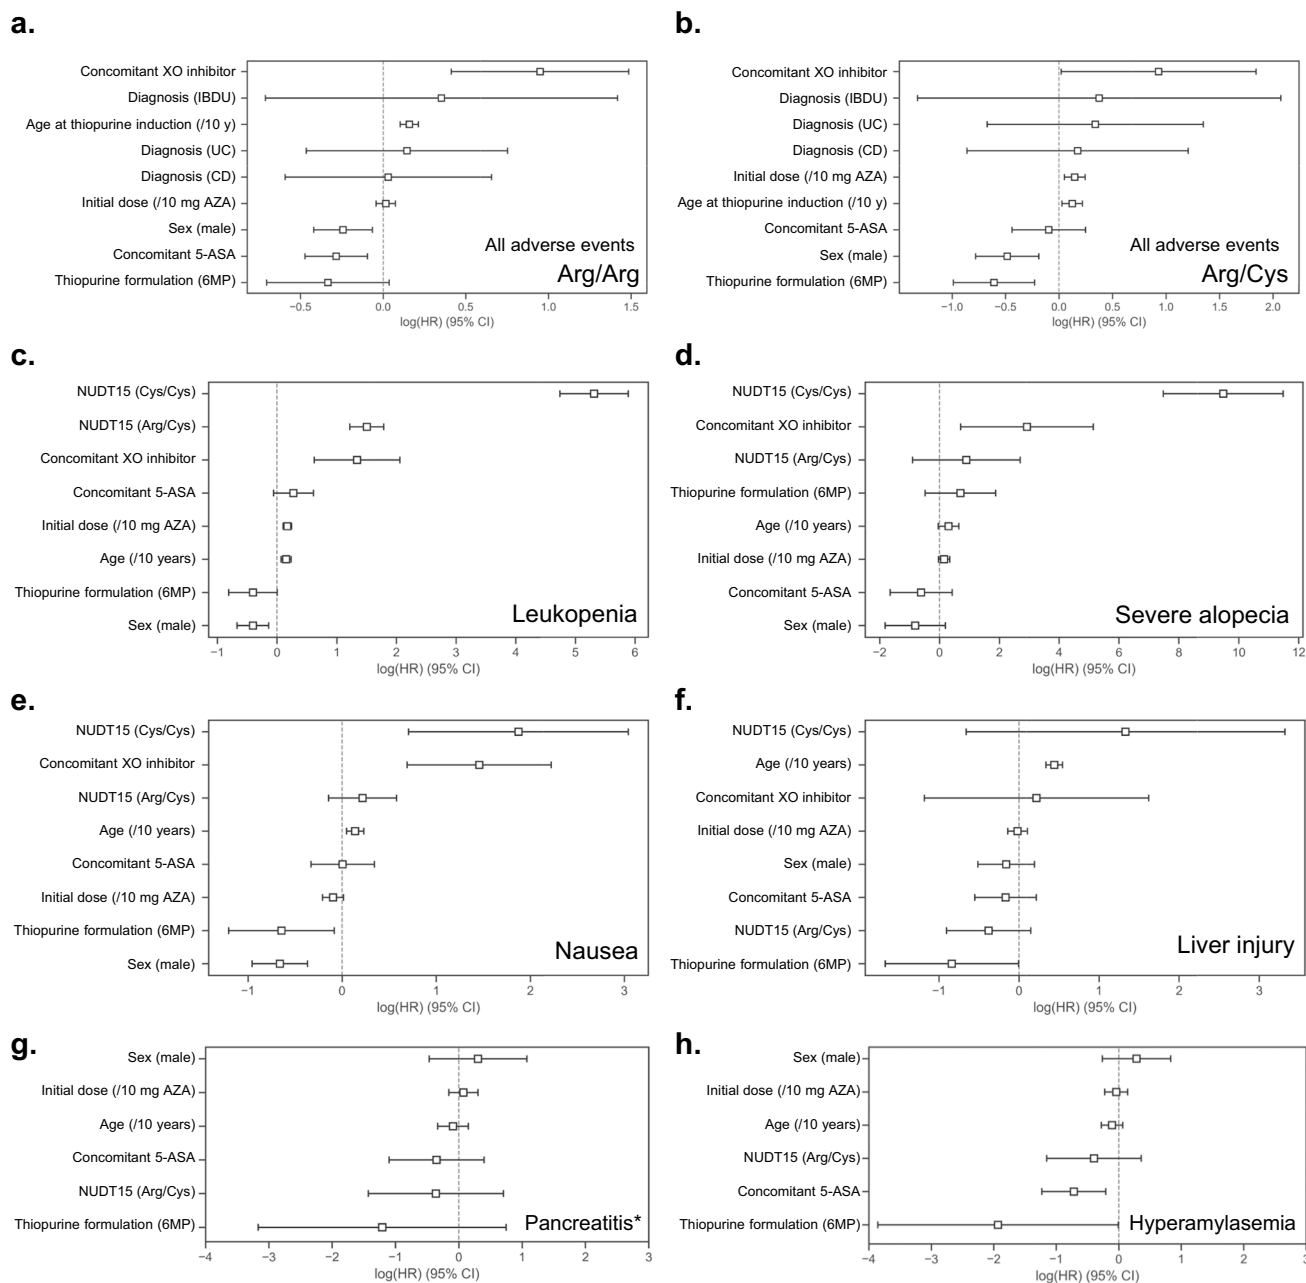 a.
Concomitant XO inhibitor
Diagnosis (IBDU)
Age at thiopurine induction (/10 y)
Diagnosis (UC)
Diagnosis (CD)
Initial dose (/10 mg AZA)
Sex (male)
Concomitant 5-ASA
Thiopurine formulation (6MP)
All adverse events
Arg/Arg
−0.5 0.0 0.5 1.0 1.5
log(HR) (95% CI)
b.
Concomitant XO inhibitor
Diagnosis (IBDU)
Diagnosis (UC)
Diagnosis (CD)
Initial dose (/10 mg AZA)
Age at thiopurine induction (/10 y)
Concomitant 5-ASA
Sex (male)
Thiopurine formulation (6MP)
All adverse events
Arg/Cys
−1.0 −0.5 0.0 0.5 1.0 1.5 2.0
log(HR) (95% CI)
c.
NUDT15 (Cys/Cys)
NUDT15 (Arg/Cys)
Concomitant XO inhibitor
Concomitant 5-ASA
Initial dose (/10 mg AZA)
Age (/10 years)
Thiopurine formulation (6MP)
Sex (male)
Leukopenia
−1 0 1 2 3 4 5 6
log(HR) (95% CI)
d.
NUDT15 (Cys/Cys)
Concomitant XO inhibitor
NUDT15 (Arg/Cys)
Thiopurine formulation (6MP)
Age (/10 years)
Initial dose (/10 mg AZA)
Concomitant 5-ASA
Sex (male)
Severe alopecia
−2 0 2 4 6 8 10 12
log(HR) (95% CI)
e.
NUDT15 (Cys/Cys)
Concomitant XO inhibitor
NUDT15 (Arg/Cys)
Age (/10 years)
Concomitant 5-ASA
Initial dose (/10 mg AZA)
Thiopurine formulation (6MP)
Sex (male)
Nausea
−1 0 1 2 3
log(HR) (95% CI)
f.
NUDT15 (Cys/Cys)
Age (/10 years)
Concomitant XO inhibitor
Initial dose (/10 mg AZA)
Sex (male)
Concomitant 5-ASA
NUDT15 (Arg/Cys)
Thiopurine formulation (6MP)
Liver injury
−1 0 1 2 3
log(HR) (95% CI)
g.
Sex (male)
Initial dose (/10 mg AZA)
Age (/10 years)
Concomitant 5-ASA
NUDT15 (Arg/Cys)
Thiopurine formulation (6MP)
Pancreatitis*
−4 −3 −2 −1 0 1 2 3
log(HR) (95% CI)
h.
Sex (male)
Initial dose (/10 mg AZA)
Age (/10 years)
NUDT15 (Arg/Cys)
Concomitant 5-ASA
Thiopurine formulation (6MP)
Hyperamylasemia
−4 −3 −2 −1 0 1 2 3
log(HR) (95% CI)